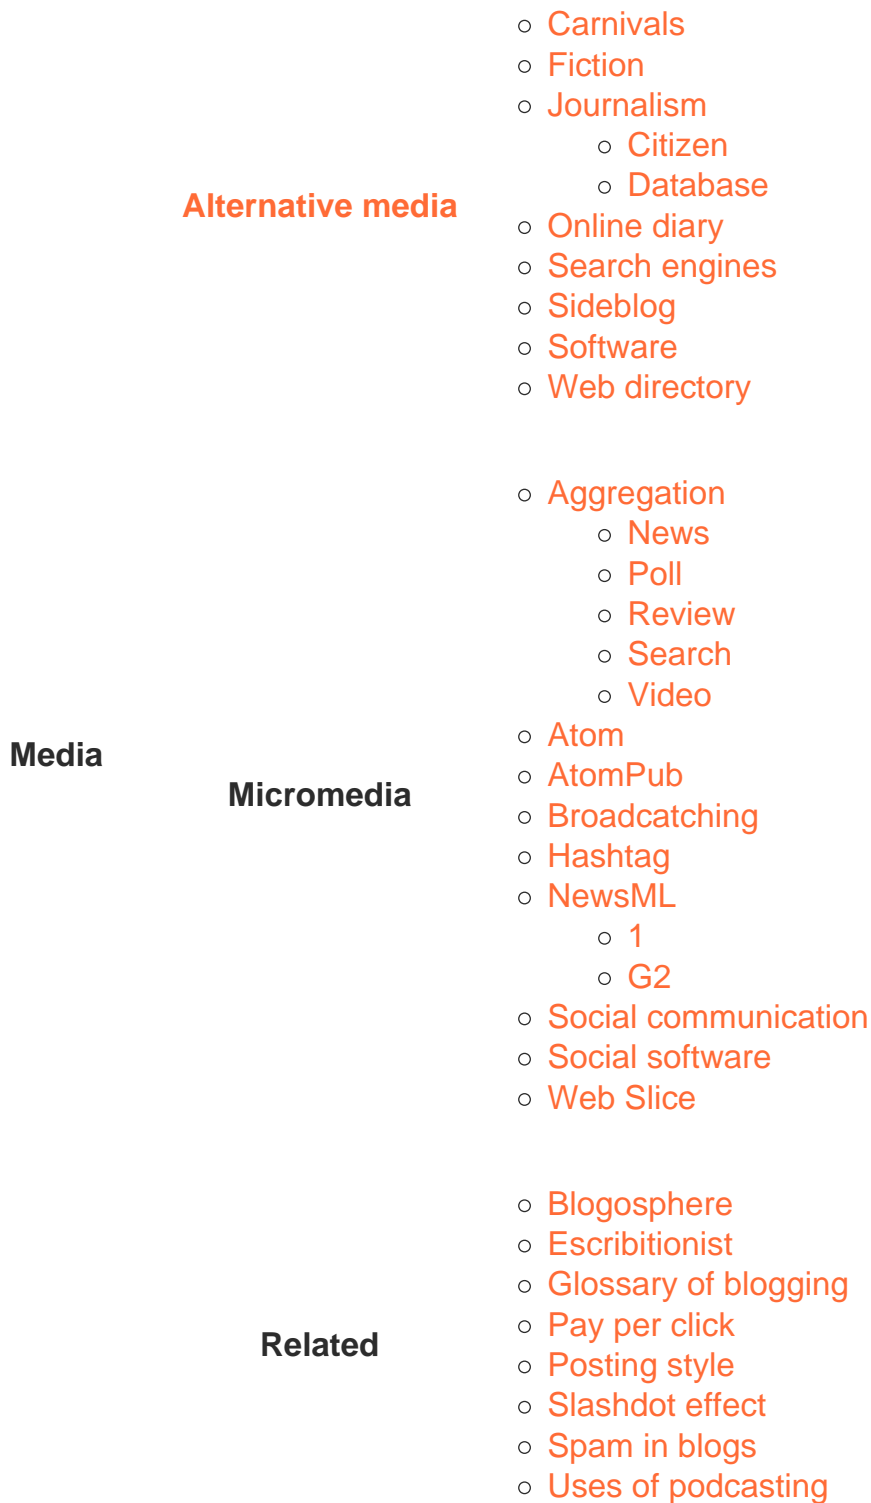 Media
Alternative media
Carnivals
Fiction
Journalism
Citizen
Database
Online diary
Search engines
Sideblog
Software
Web directory
Micromedia
Aggregation
News
Poll
Review
Search
Video
Atom
AtomPub
Broadcatching
Hashtag
NewsML
1
G2
Social communication
Social software
Web Slice
Related
Blogosphere
Escribitionist
Glossary of blogging
Pay per click
Posting style
Slashdot effect
Spam in blogs
Uses of podcasting